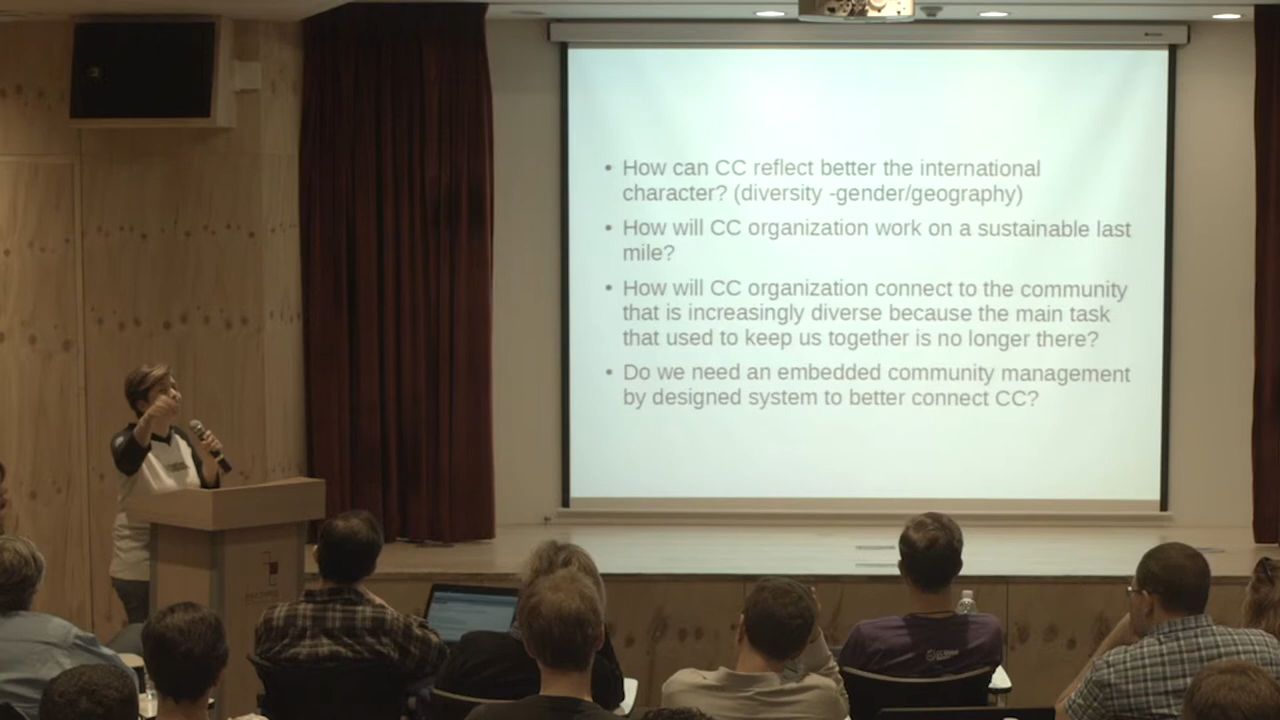 • How can CC reflect better the international
character? (diversity -gender/geography)
• How will CC organization work on a sustainable last
mile?
• How will CC organization connect to the community
that is increasingly diverse because the main task
that used to keep us together is no longer there?
• Do we need an embedded community management
by designed system to better connect CC?